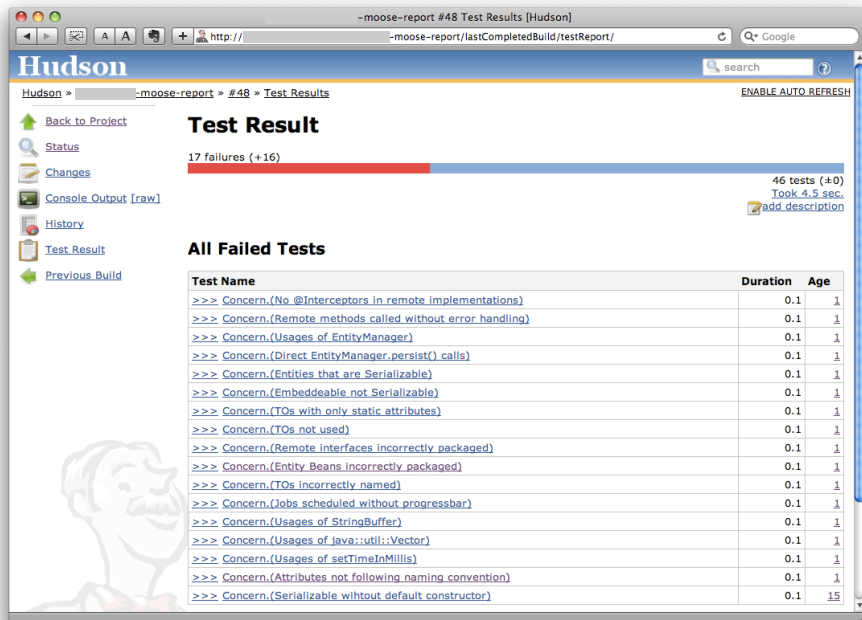 -moose-report #48 Test Results [Hudson]
A A http:// -moose-report/lastCompletedBuild/testReport/ Google
Hudson search
Hudson » -moose-report » #48 » Test Results ENABLE AUTO REFRESH
Back to Project
Status
Changes
Console Output [raw]
History
Test Result
Previous Build
Test Result
17 failures (+16)
46 tests (±0)
Took 4.5 sec.
add description
All Failed Tests
Test Name Duration Age
>>> Concern.(No @Interceptors in remote implementations) 0.1 1
>>> Concern.(Remote methods called without error handling) 0.1 1
>>> Concern.(Usages of EntityManager) 0.1 1
>>> Concern.(Direct EntityManager.persist() calls) 0.1 1
>>> Concern.(Entities that are Serializable) 0.1 1
>>> Concern.(Embeddeable not Serializable) 0.1 1
>>> Concern.(TOs with only static attributes) 0.1 1
>>> Concern.(TOs not used) 0.1 1
>>> Concern.(Remote interfaces incorrectly packaged) 0.1 1
>>> Concern.(Entity Beans incorrectly packaged) 0.1 1
>>> Concern.(TOs incorrectly named) 0.1 1
>>> Concern.(Jobs scheduled without progressbar) 0.1 1
>>> Concern.(Usages of StringBuffer) 0.1 1
>>> Concern.(Usages of java::util::Vector) 0.1 1
>>> Concern.(Usages of setTimeInMillis) 0.1 1
>>> Concern.(Attributes not following naming convention) 0.1 1
>>> Concern.(Serializable wihtout default constructor) 0.1 15